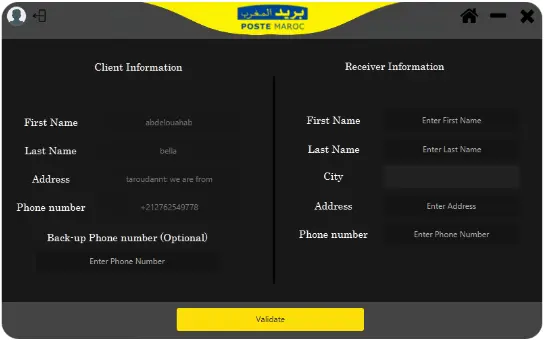 بريد المغرب
POSTE MAROC
Client Information
First Name
abdelouahab
Last Name
bella
Address
taroudannt: we are from
Phone number
+212762549778
Back-up Phone number (Optional)
Enter Phone Number
Receiver Information
First Name
Enter First Name
Last Name
Enter Last Name
City
Address
Enter Address
Phone number
Enter Phone Number
Validate